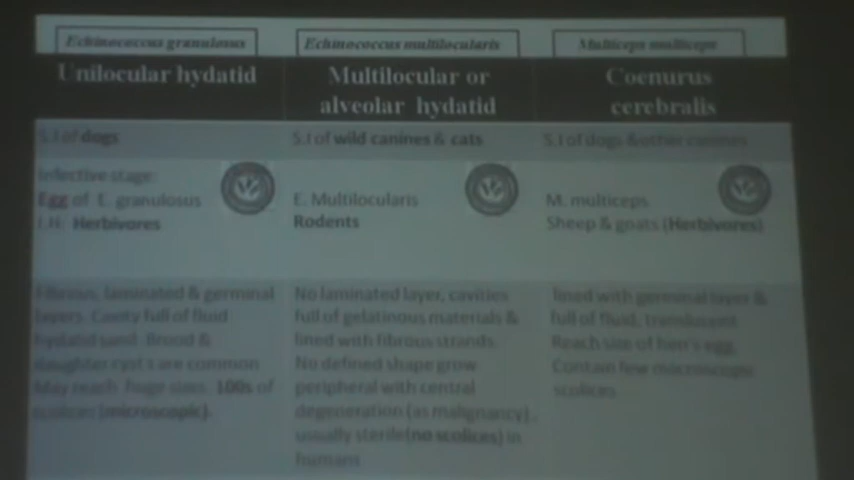 Echinococcus granulosus
Echinococcus multilocularis
Multiceps multiceps
Unilocular hydatid
Multilocular or
alveolar hydatid
Coenurus
cerebralis
S.I of dogs
S.I of wild canines & cats
S.I of dogs &other canines
Infective stage:
Egg of E. granulosus
I.H: Herbivores
E. Multilocularis
Rodents
M. multiceps
Sheep & goats (Herbivores)
Fibrous, laminated & germinal
layers. Cavity full of fluid
hydatid sand. Brood &
daughter cysts are common
May reach huge sizes. 100s of
scolices (microscopic).
No laminated layer, cavities
full of gelatinous materials &
lined with fibrous strands.
No defined shape grow
peripheral with central
degeneration (as malignancy)
usually sterile(no scolices) in
humans
lined with germinal layer &
full of fluid, translucent
Reach size of hen's egg.
Contain few macroscopic
scolices